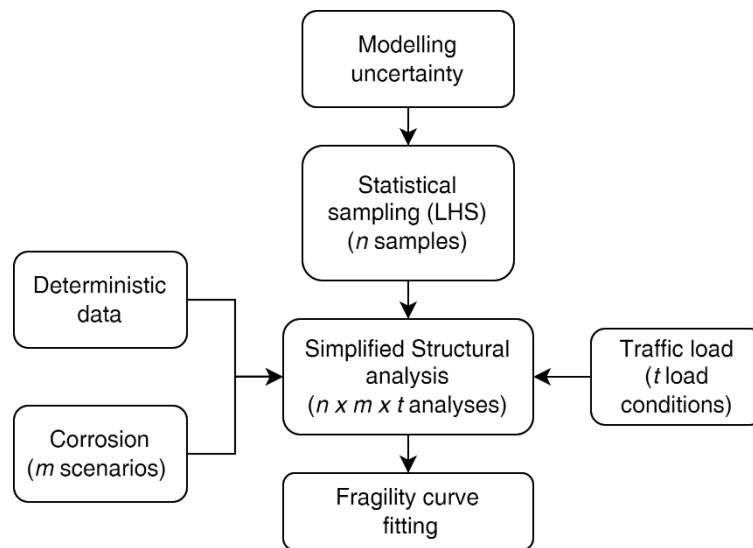 Modelling
uncertainty
Statistical
sampling (LHS)
(n samples)
Deterministic
data
Simplified Structural
analysis
(n x m x t analyses)
Traffic load
(t load
conditions)
Corrosion
(m scenarios)
Fragility curve
fitting